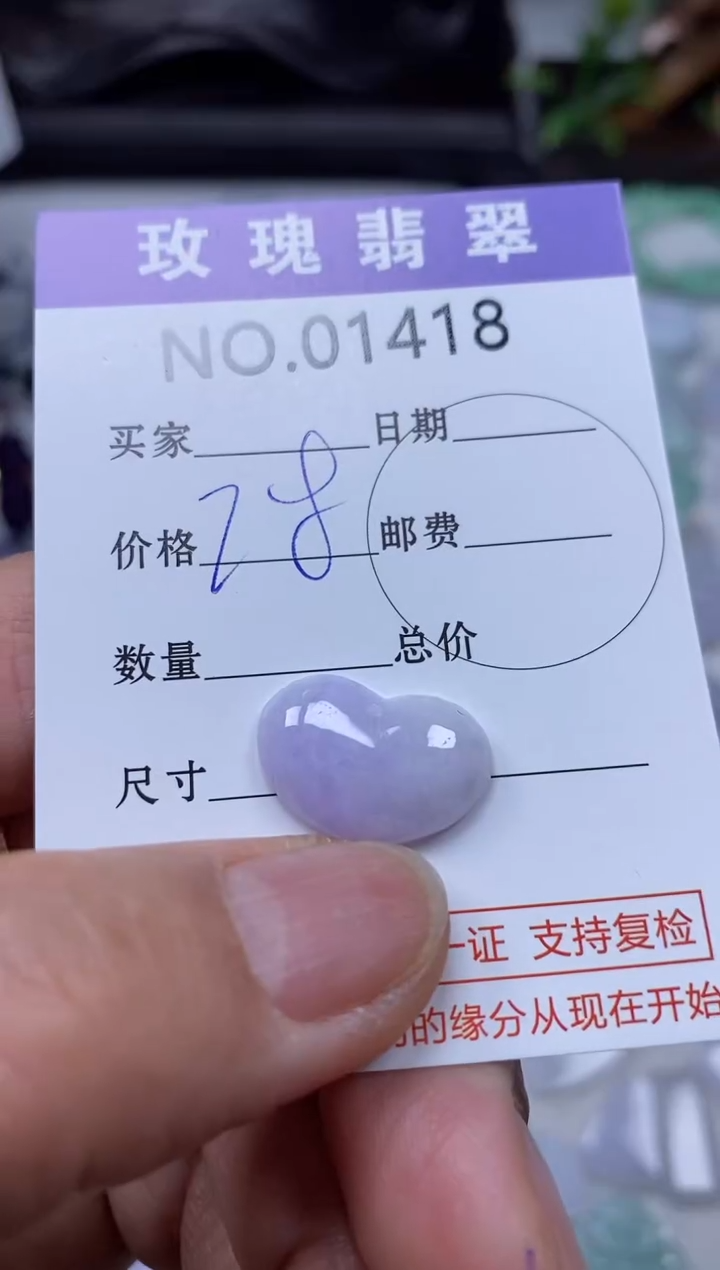 玫瑰翡翠
NO.01418
买家 日期
价格 28 邮费
数量 总价
尺寸
一证 支持复检
的缘分从现在开始